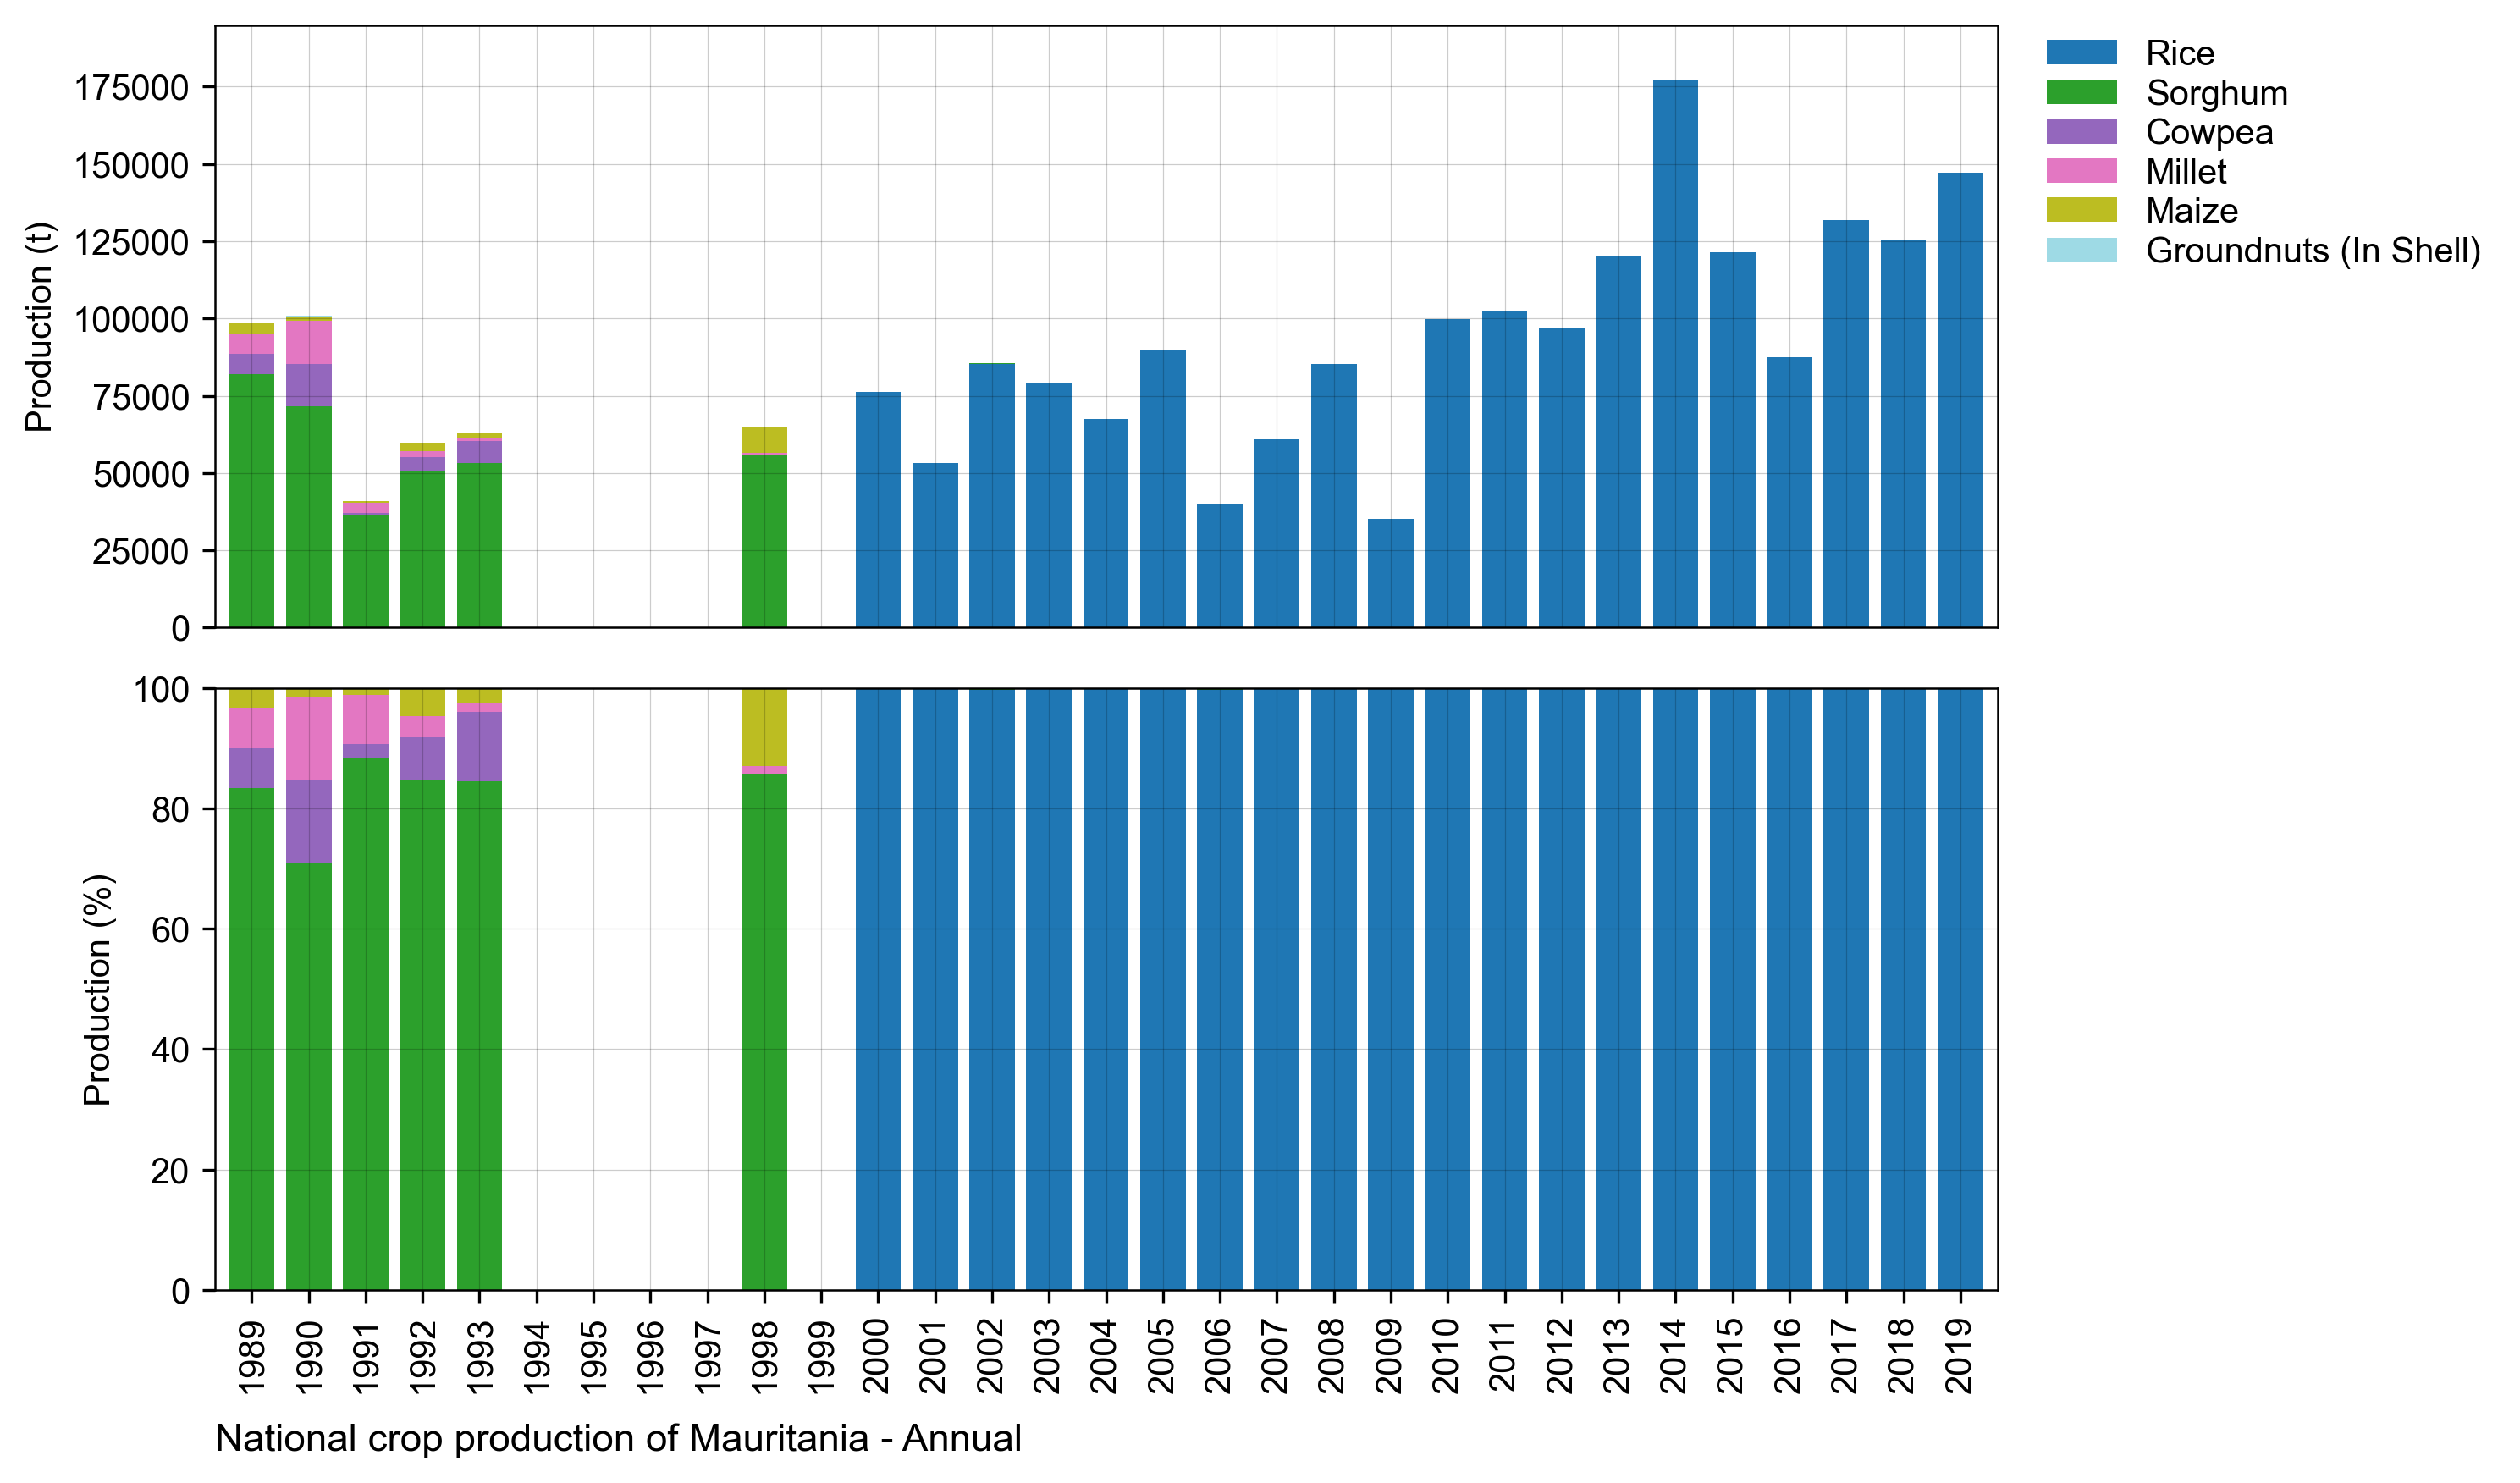 Production (t)
175000
150000
125000
100000
75000
50000
25000
0
Rice
Sorghum
Cowpea
Millet
Maize
Groundnuts (In Shell)
Production (%)
100
80
60
40
20
0
1989 1990 1991 1992 1993 1994 1995 1996 1997 1998 1999 2000 2001 2002 2003 2004 2005 2006 2007 2008 2009 2010 2011 2012 2013 2014 2015 2016 2017 2018 2019
National crop production of Mauritania - Annual